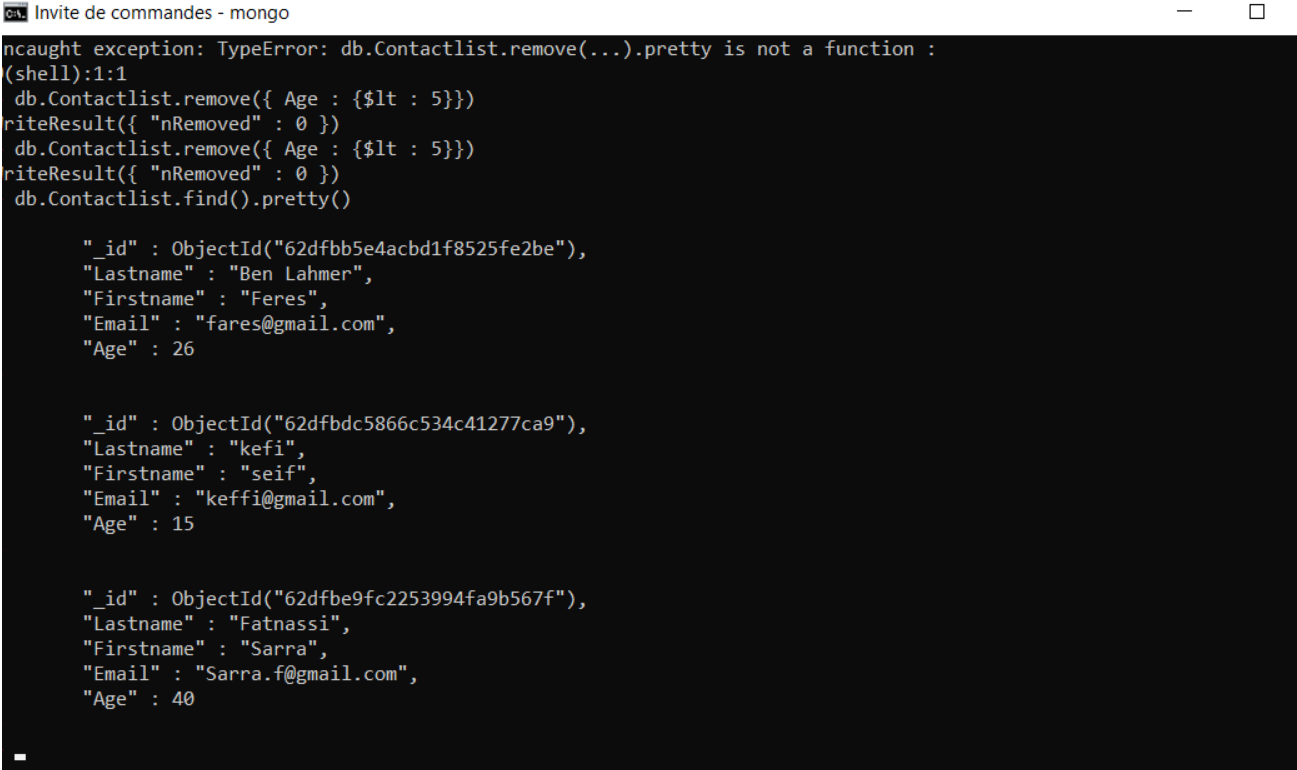 Invite de commandes - mongo
ncaught exception: TypeError: db.Contactlist.remove(...).pretty is not a function :
(shell):1:1
db.Contactlist.remove({ Age : {$lt : 5}})
riteResult({ "nRemoved" : 0 })
db.Contactlist.remove({ Age : {$lt : 5}})
riteResult({ "nRemoved" : 0 })
db.Contactlist.find().pretty()
"_id" : ObjectId("62dfbb5e4acbd1f8525fe2be"),
"Lastname" : "Ben Lahmer",
"Firstname" : "Feres",
"Email" : "fares@gmail.com",
"Age" : 26
"_id" : ObjectId("62dfbdc5866c534c41277ca9"),
"Lastname" : "kefi",
"Firstname" : "seif",
"Email" : "keffi@gmail.com",
"Age" : 15
"_id" : ObjectId("62dfbe9fc2253994fa9b567f"),
"Lastname" : "Fatnassi",
"Firstname" : "Sarra",
"Email" : "Sarra.f@gmail.com",
"Age" : 40